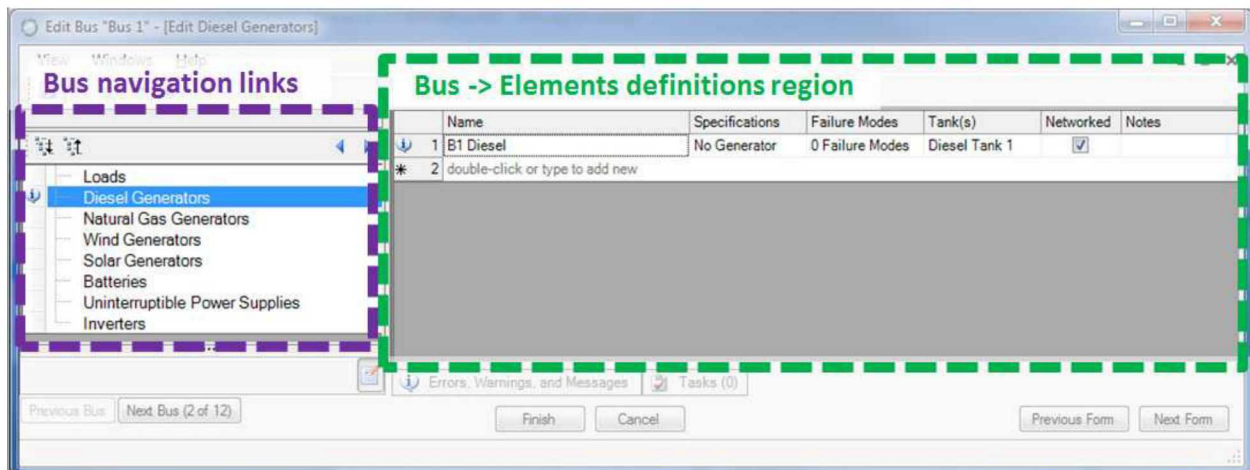 Edit Bus "Bus 1" - [Edit Diesel Generators]
View Windows Help
Bus navigation links
Bus -> Elements definitions region
Name Specifications Failure Modes Tank(s) Networked Notes
1 B1 Diesel No Generator 0 Failure Modes Diesel Tank 1
2 double-click or type to add new
Loads
Diesel Generators
Natural Gas Generators
Wind Generators
Solar Generators
Batteries
Uninterruptible Power Supplies
Inverters
Errors, Warnings, and Messages Tasks (0)
Previous Bus Next Bus (2 of 12) Finish Cancel Previous Form Next Form